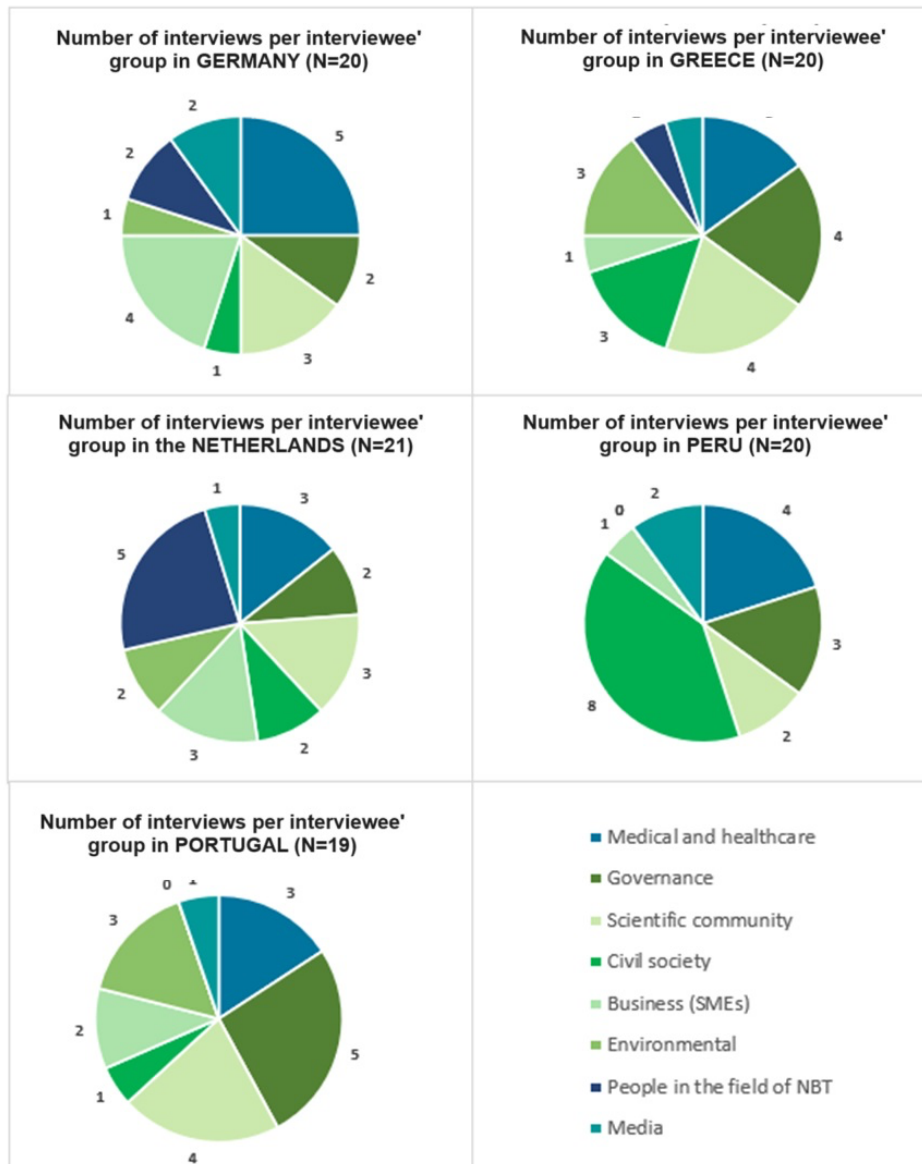 Number of interviews per interviewee'
group in GERMANY (N=20)
2
5
2
1
2
4
3
1
Number of interviews per interviewee'
group in GREECE (N=20)
3
4
1
3
4
Number of interviews per interviewee'
group in the NETHERLANDS (N=21)
1
3
5
2
3
2
2
3
Number of interviews per interviewee'
group in PERU (N=20)
2
0
1
4
3
8
2
Number of interviews per interviewee'
group in PORTUGAL (N=19)
0
3
3
5
2
1
4
Medical and healthcare
Governance
Scientific community
Civil society
Business (SMEs)
Environmental
People in the field of NBT
Media